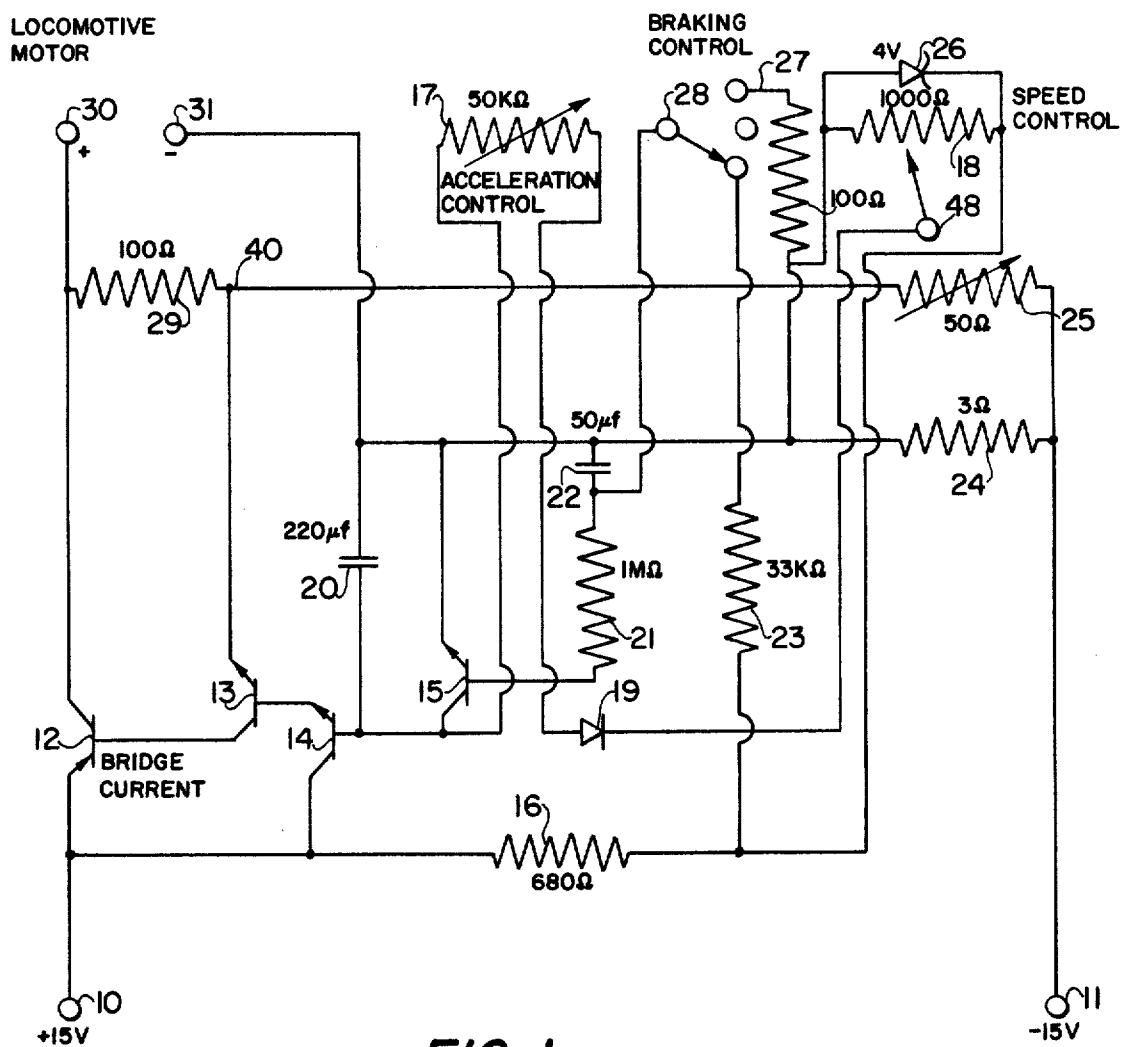 LOCOMOTIVE
MOTOR
30
+
31
-
17
50KΩ
ACCELERATION
CONTROL
BRAKING
CONTROL
27
28
4V
26
1000Ω
SPEED
CONTROL
18
48
100Ω
100Ω
40
29
50Ω
25
50µf
22
3Ω
24
220µf
20
1MΩ
21
33KΩ
23
13
15
19
12
14
BRIDGE
CURRENT
16
680Ω
10
+15V
11
-15V